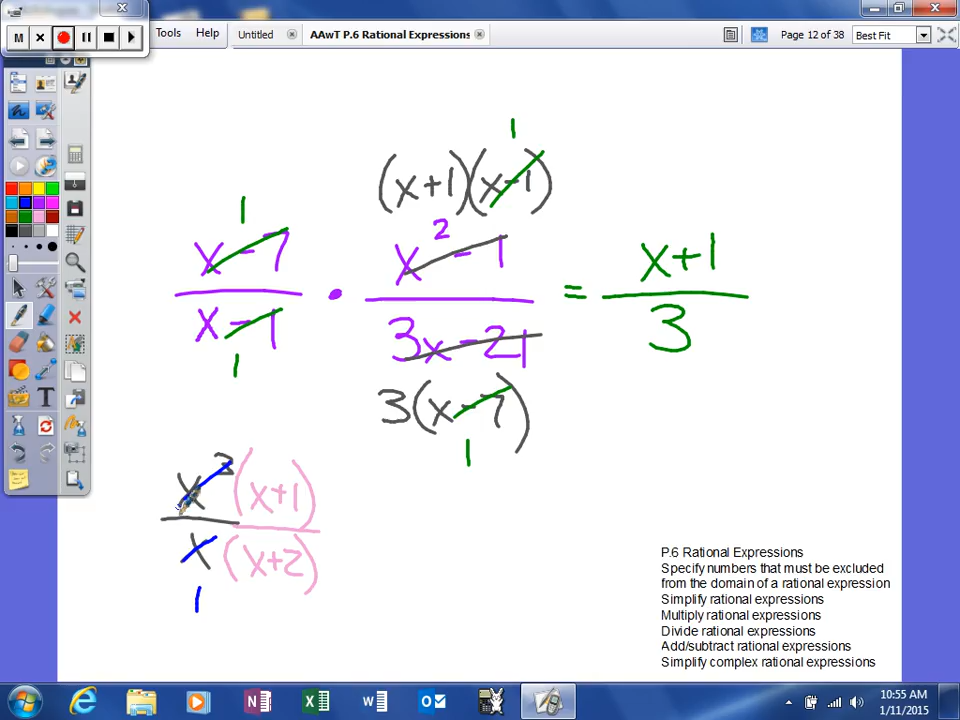 M
Tools Help Untitled AAwT P.6 Rational Expressions Page 12 of 38 Best Fit
1
(x+1)(x-1)
1
x-7 / x-1 • x^2-1 / 3x-21 = x+1 / 3
1
3(x-7)
1
x^3 (x+1)
x (x+2)
1
P.6 Rational Expressions
Specify numbers that must be excluded
from the domain of a rational expression
Simplify rational expressions
Multiply rational expressions
Divide rational expressions
Add/subtract rational expressions
Simplify complex rational expressions
10:55 AM
1/11/2015